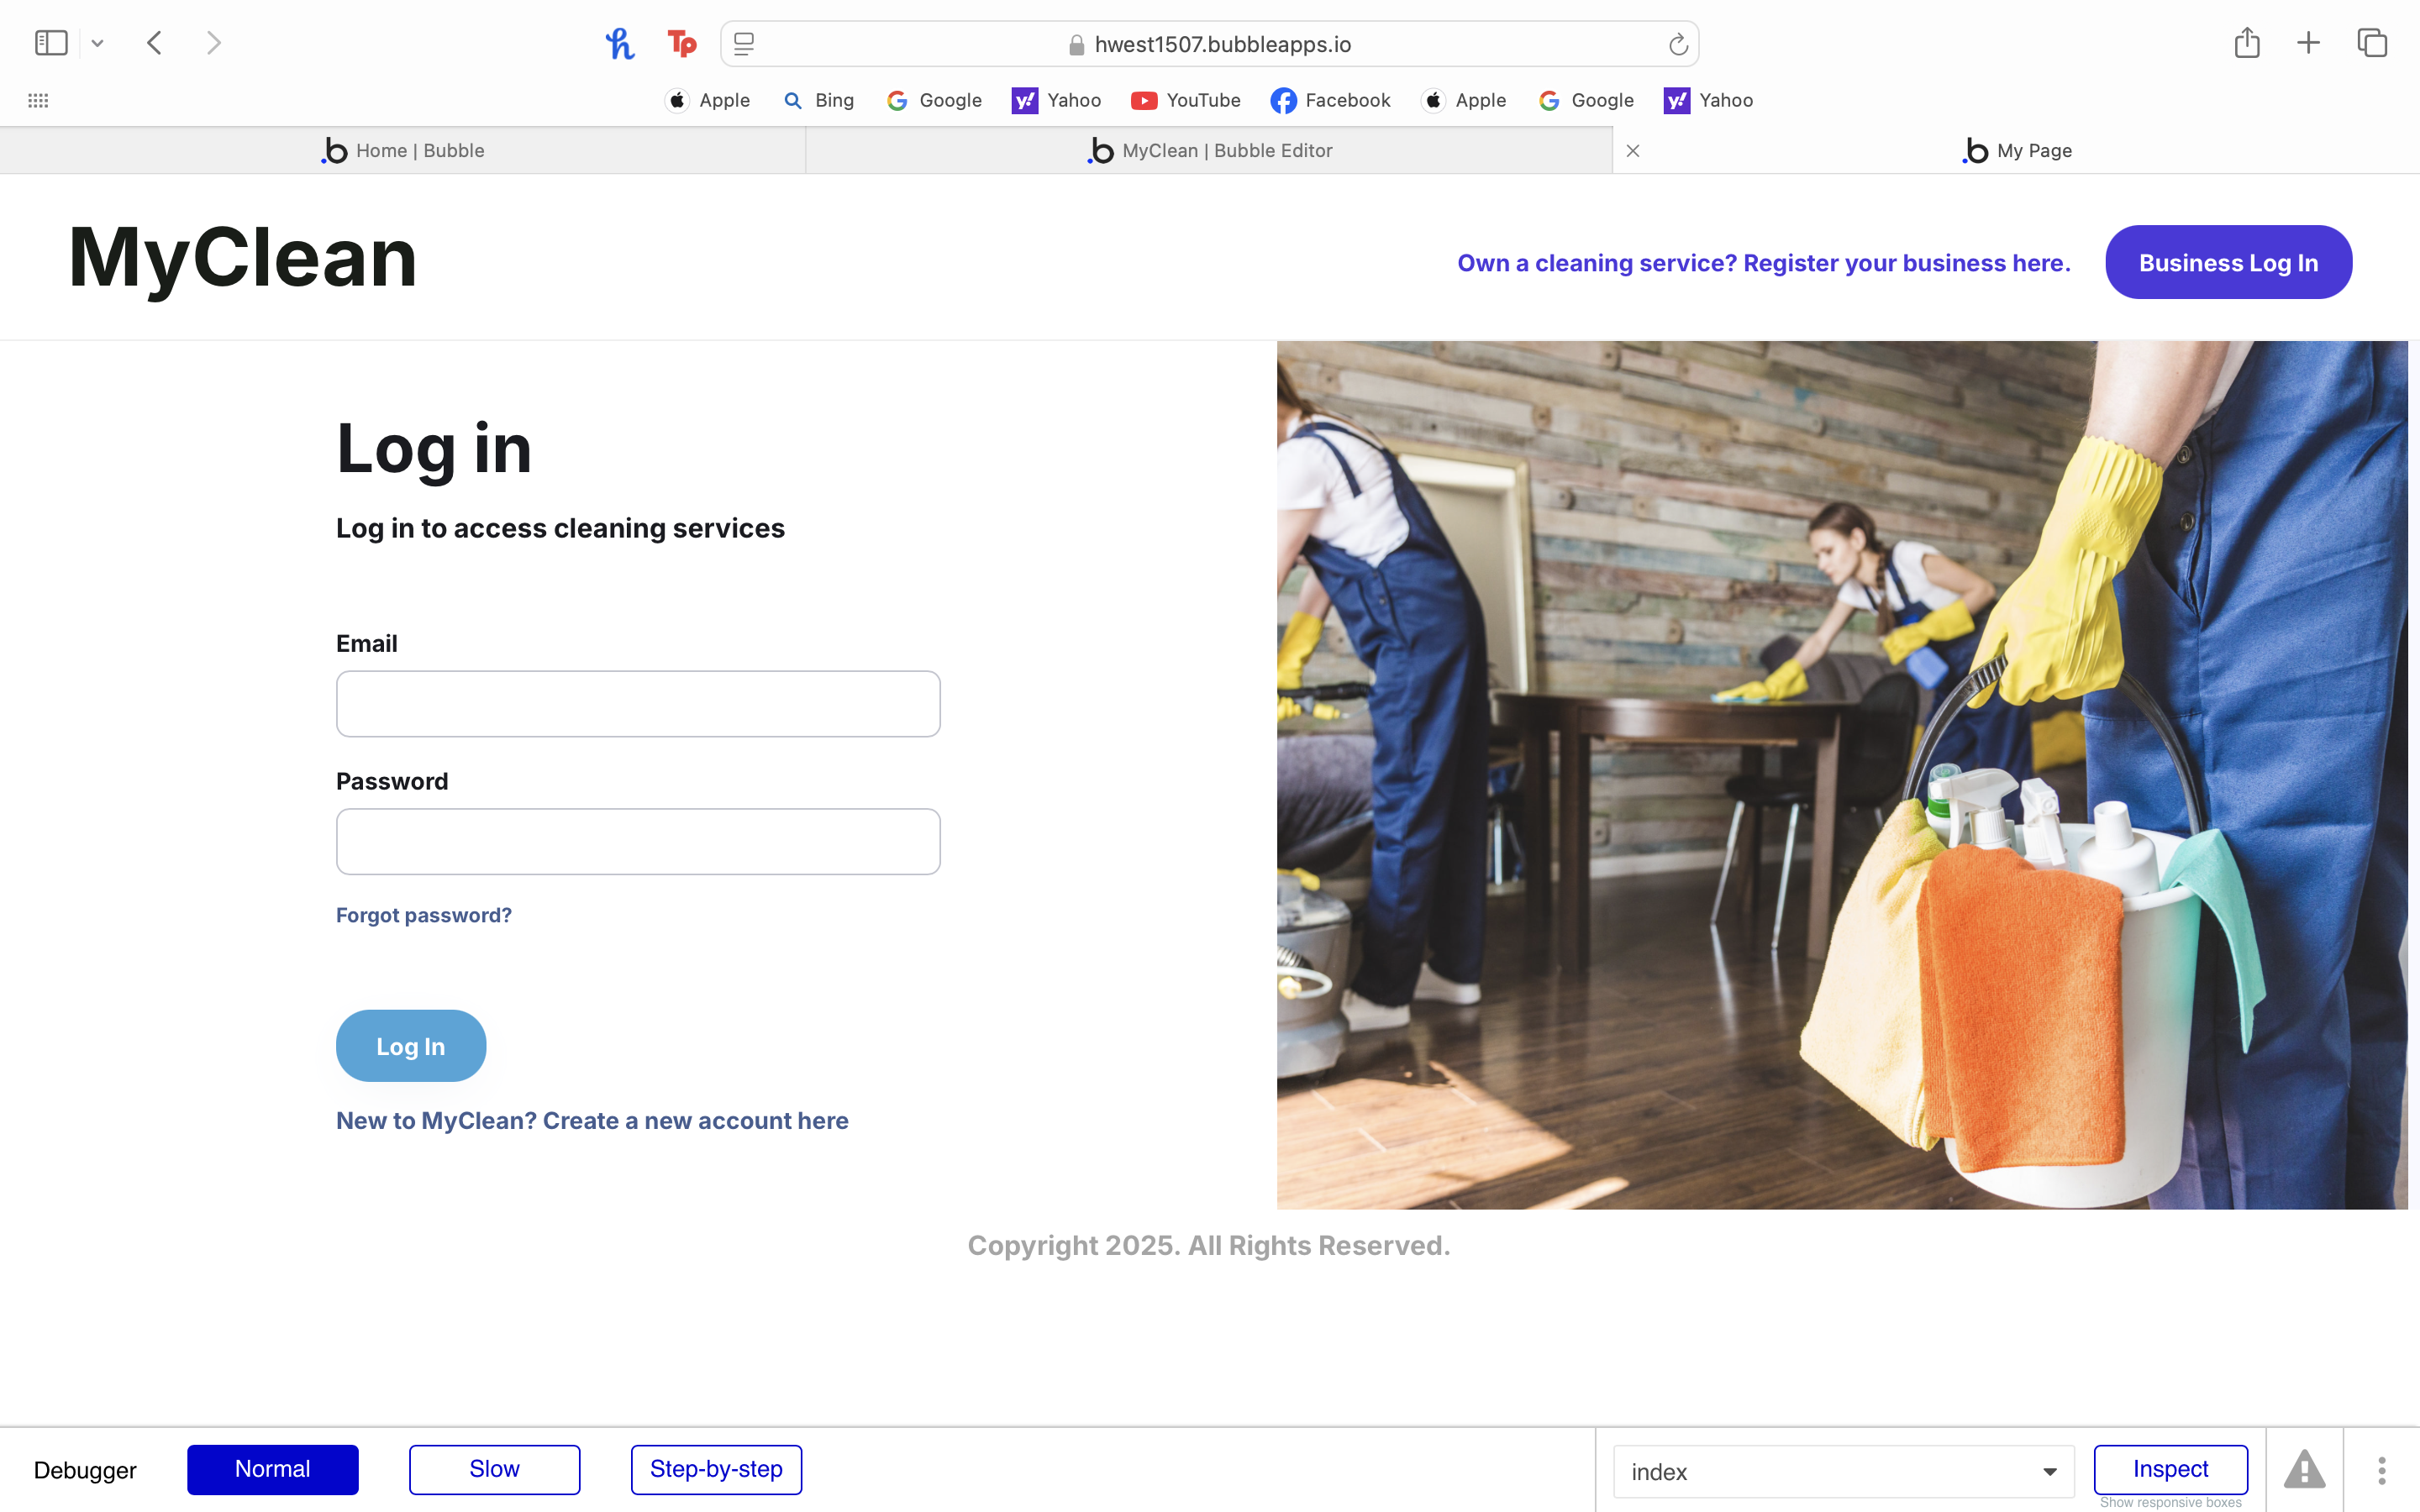 hwest1507.bubbleapps.io
Apple Bing Google Yahoo YouTube Facebook Apple Google Yahoo
Home | Bubble MyClean | Bubble Editor My Page
MyClean
Own a cleaning service? Register your business here. Business Log In
Log in
Log in to access cleaning services
Email
Password
Forgot password?
Log In
New to MyClean? Create a new account here
Copyright 2025. All Rights Reserved.
Debugger Normal Slow Step-by-step index Inspect
Show responsive boxes